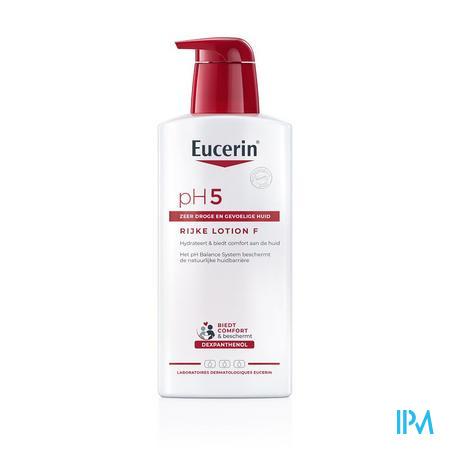 Eucerin®
pH5
ZEER DROGE EN GEVOELIGE HUID
RIJKE LOTION F
Hydrateert & biedt comfort aan de huid
Het pH Balance System beschermt
de natuurlijke huidbarrière
BIEDT
COMFORT
& beschermt
DEXPANTHENOL
LABORATOIRES DERMATOLOGIQUES EUCERIN
IPM